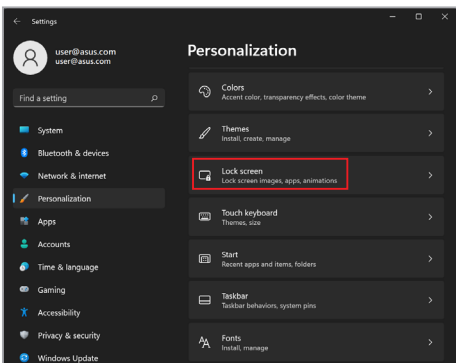 Settings
user@asus.com
user@asus.com
Find a setting
System
Bluetooth & devices
Network & internet
Personalization
Apps
Accounts
Time & language
Gaming
Accessibility
Privacy & security
Windows Update
Personalization
Colors
Accent color, transparency effects, color theme
Themes
Install, create, manage
Lock screen
Lock screen images, apps, animations
Touch keyboard
Themes, size
Start
Recent apps and items, folders
Taskbar
Taskbar behaviors, system pins
Fonts
Install, manage